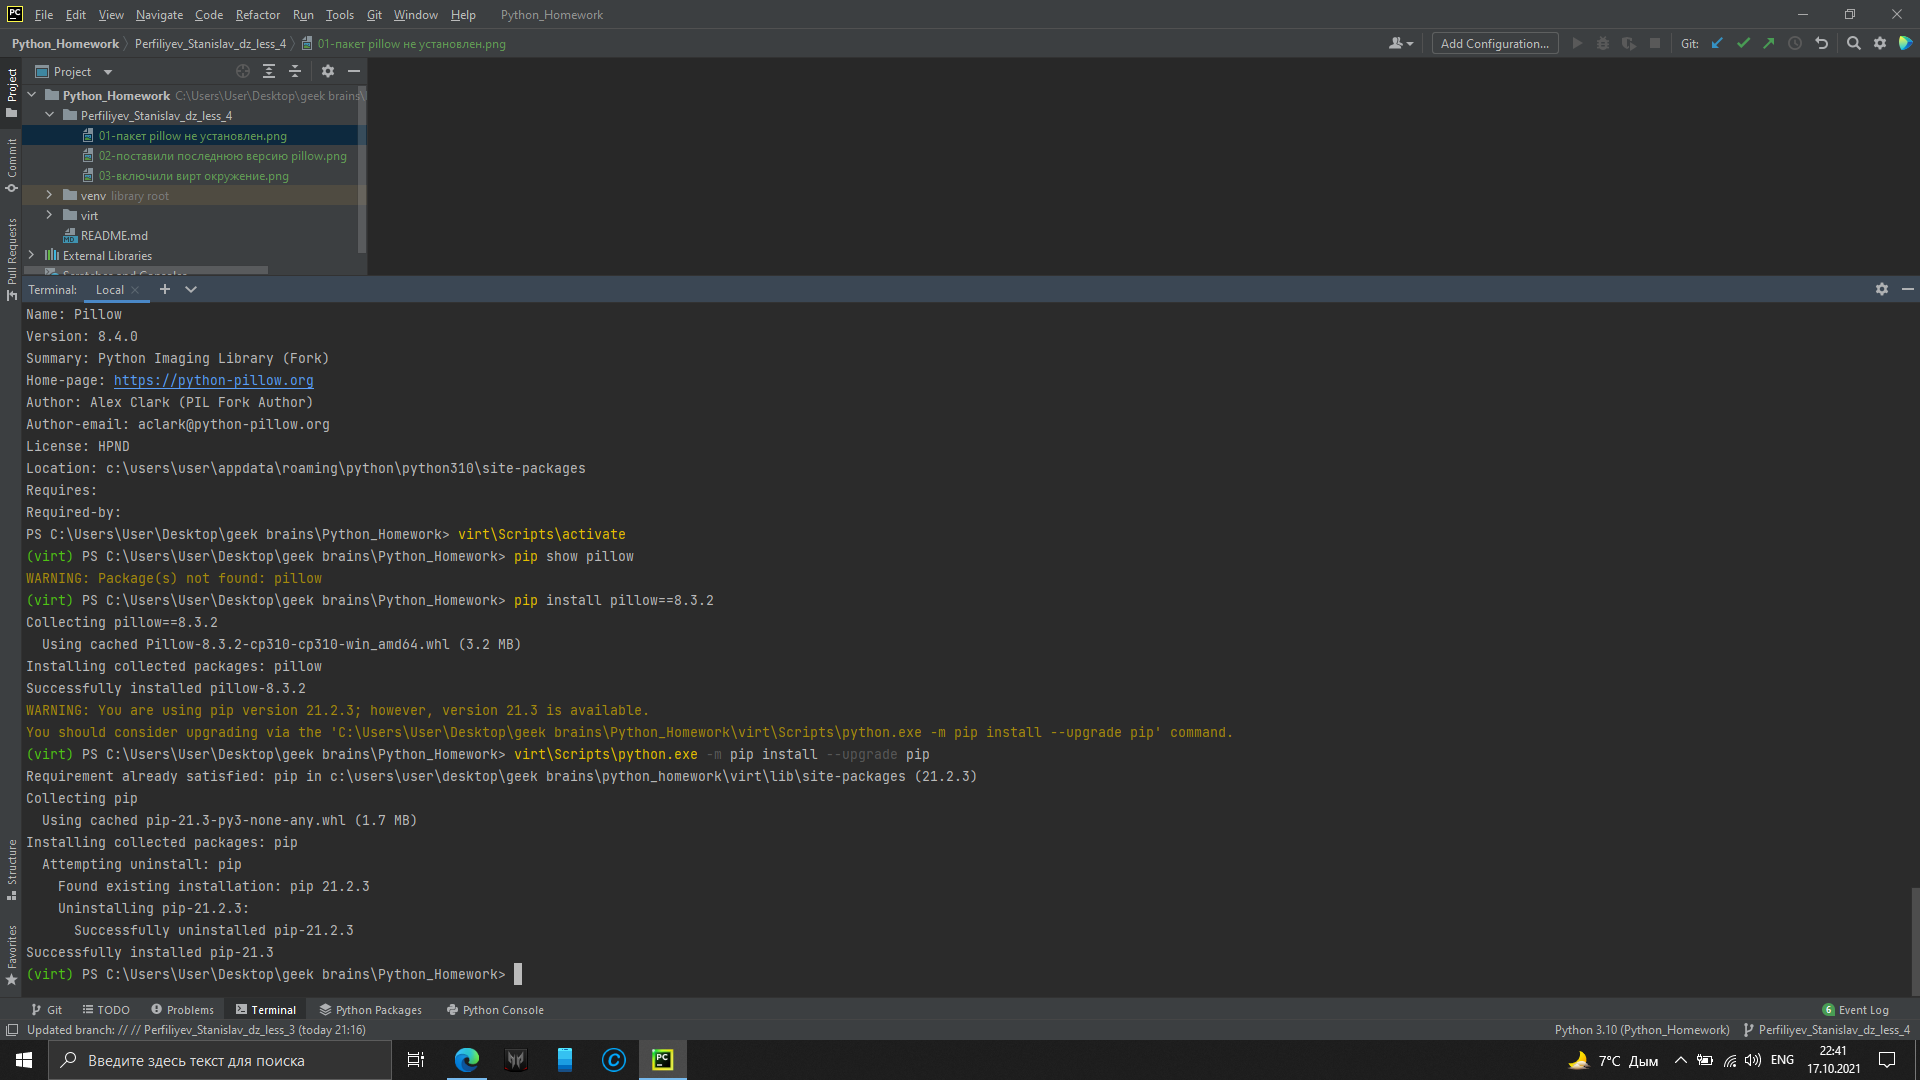 PC File Edit View Navigate Code Refactor Run Tools Git Window Help Python_Homework
Python_Homework Perfiliyev_Stanislav_dz_less_4 01-пакет pillow не установлен.png Add Configuration... Git:
Project
Project
Python_Homework C:\Users\User\Desktop\geek brains\
Perfiliyev_Stanislav_dz_less_4
01-пакет pillow не установлен.png
02-поставили последнюю версию pillow.png
03-включили вирт окружение.png
venv library root
virt
README.md
External Libraries
Scratches and Consoles
Commit
Pull Requests
Terminal: Local
Name: Pillow
Version: 8.4.0
Summary: Python Imaging Library (Fork)
Home-page: https://python-pillow.org
Author: Alex Clark (PIL Fork Author)
Author-email: aclark@python-pillow.org
License: HPND
Location: c:\users\user\appdata\roaming\python\python310\site-packages
Requires:
Required-by:
PS C:\Users\User\Desktop\geek brains\Python_Homework> virt\Scripts\activate
(virt) PS C:\Users\User\Desktop\geek brains\Python_Homework> pip show pillow
WARNING: Package(s) not found: pillow
(virt) PS C:\Users\User\Desktop\geek brains\Python_Homework> pip install pillow==8.3.2
Collecting pillow==8.3.2
Using cached Pillow-8.3.2-cp310-cp310-win_amd64.whl (3.2 MB)
Installing collected packages: pillow
Successfully installed pillow-8.3.2
WARNING: You are using pip version 21.2.3; however, version 21.3 is available.
You should consider upgrading via the 'C:\Users\User\Desktop\geek brains\Python_Homework\virt\Scripts\python.exe -m pip install --upgrade pip' command.
(virt) PS C:\Users\User\Desktop\geek brains\Python_Homework> virt\Scripts\python.exe -m pip install --upgrade pip
Requirement already satisfied: pip in c:\users\user\desktop\geek brains\python_homework\virt\lib\site-packages (21.2.3)
Collecting pip
Using cached pip-21.3-py3-none-any.whl (1.7 MB)
Installing collected packages: pip
Attempting uninstall: pip
Found existing installation: pip 21.2.3
Uninstalling pip-21.2.3:
Successfully uninstalled pip-21.2.3
Successfully installed pip-21.3
(virt) PS C:\Users\User\Desktop\geek brains\Python_Homework>
Structure
Favorites
Git TODO Problems Terminal Python Packages Python Console 6 Event Log
Updated branch: // // Perfiliyev_Stanislav_dz_less_3 (today 21:16) Python 3.10 (Python_Homework) Perfiliyev_Stanislav_dz_less_4
Введите здесь текст для поиска PC 7°C Дым ENG 22:41
17.10.2021